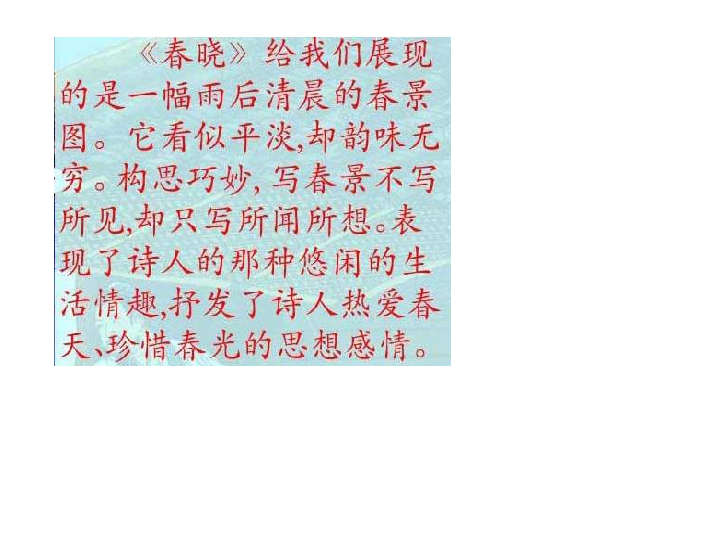 《春晓》给我们展现
的是一幅雨后清晨的春景
图。它看似平淡,却韵味无
穷。构思巧妙,写春景不写
所见,却只写所闻所想。表
现了诗人的那种悠闲的生
活情趣,抒发了诗人热爱春
天、珍惜春光的思想感情。